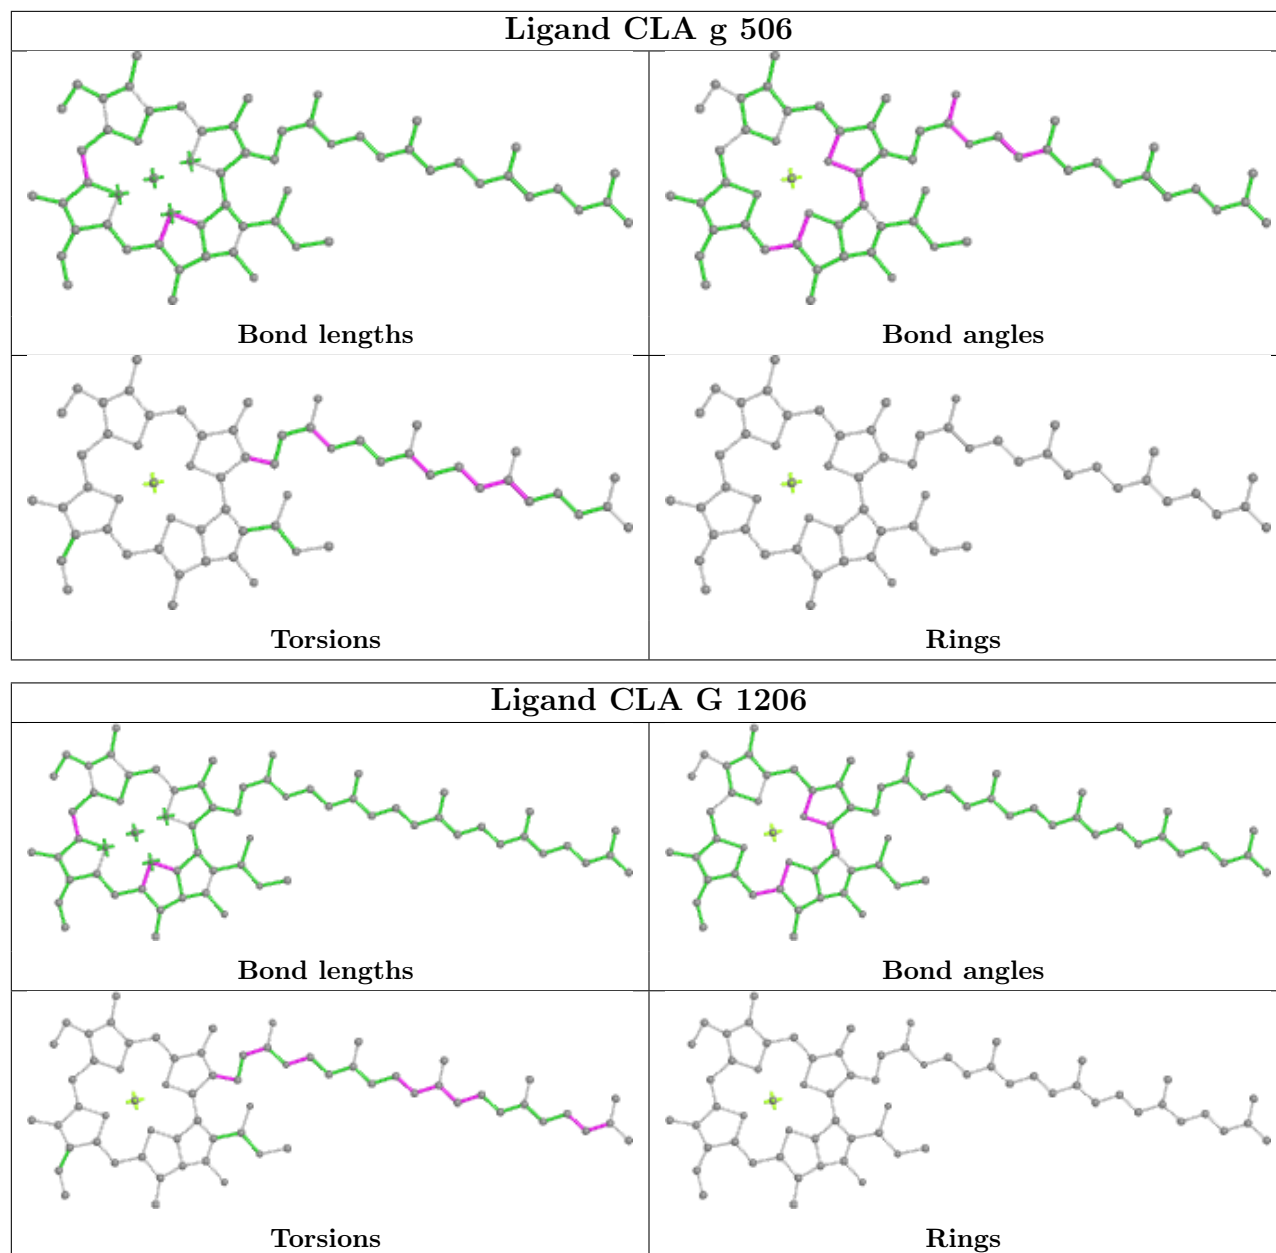 Ligand CLA g 506
Bond lengths
Bond angles
Torsions
Rings
Ligand CLA G 1206
Bond lengths
Bond angles
Torsions
Rings